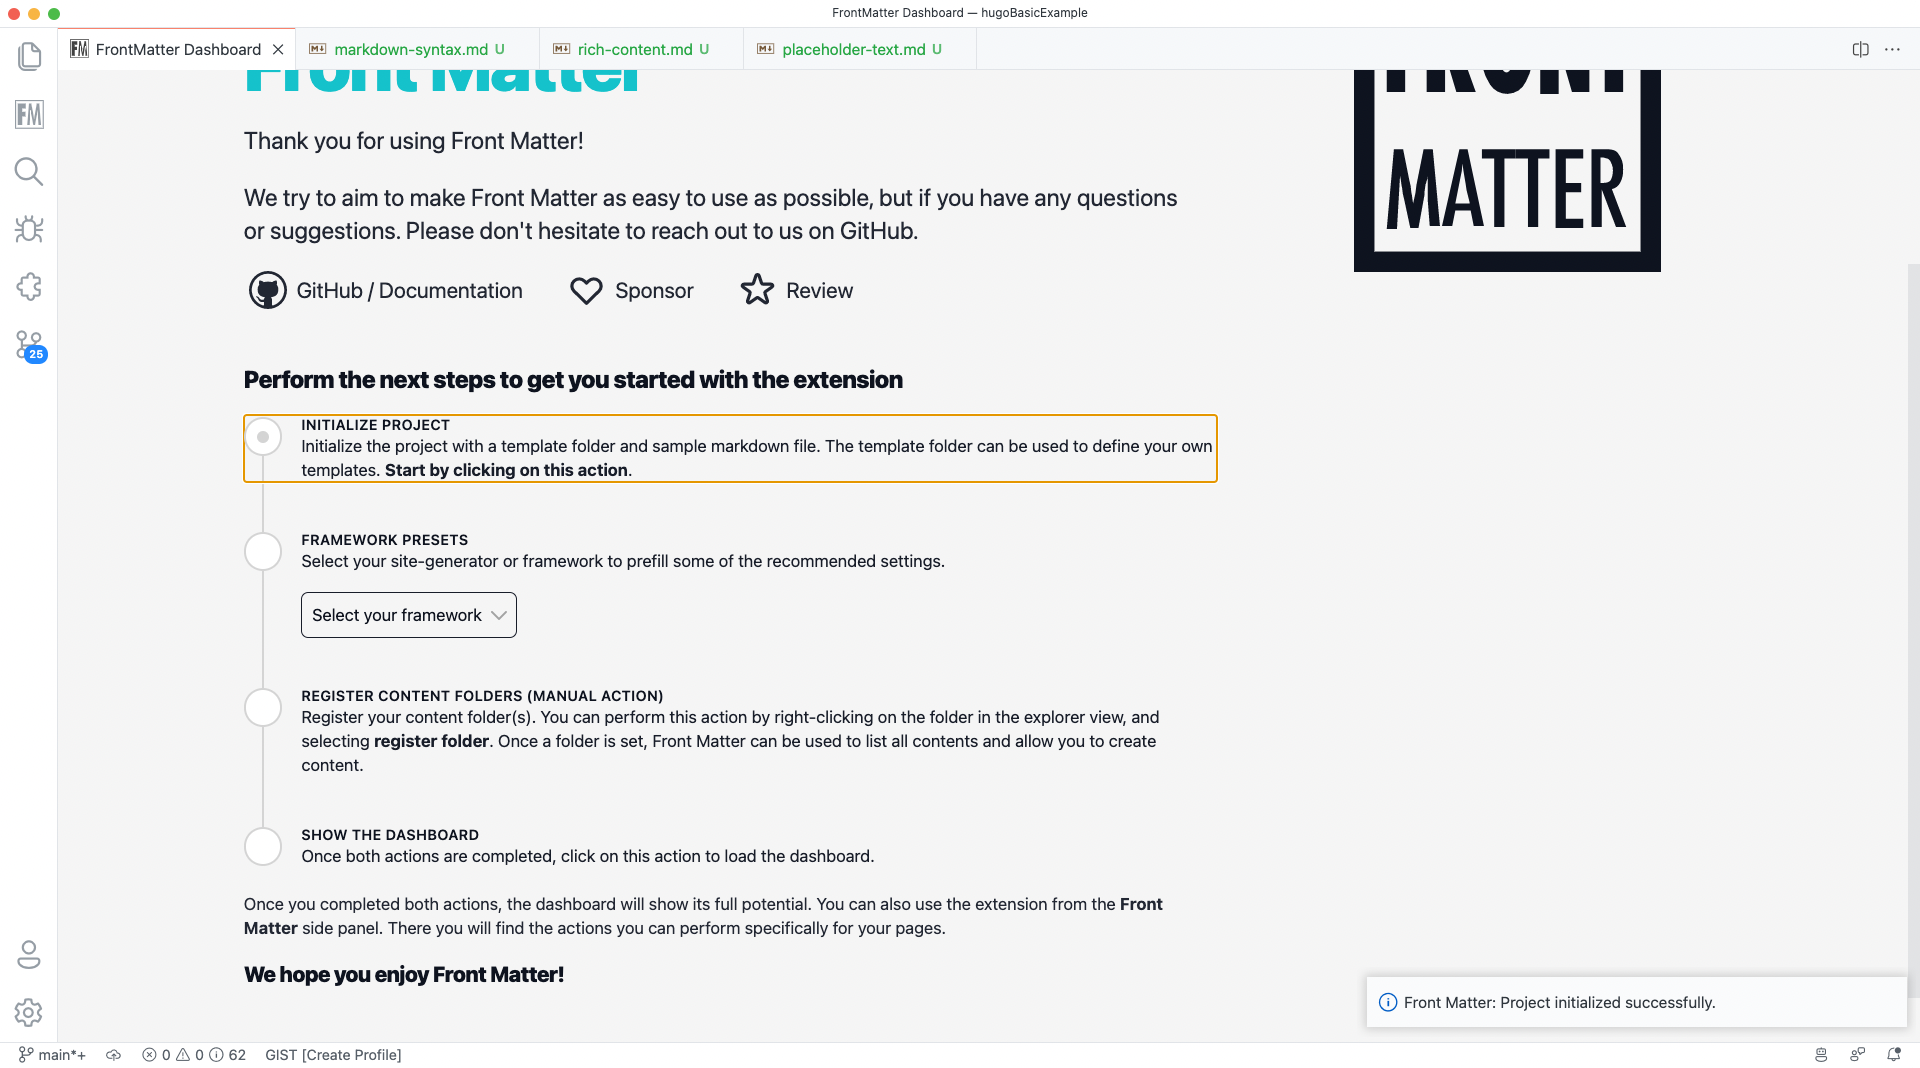 FrontMatter Dashboard — hugoBasicExample
FrontMatter Dashboard
markdown-syntax.md U
rich-content.md U
placeholder-text.md U
Front Matter
FRONT
MATTER
Thank you for using Front Matter!
We try to aim to make Front Matter as easy to use as possible, but if you have any questions
or suggestions. Please don't hesitate to reach out to us on GitHub.
GitHub / Documentation
Sponsor
Review
FM
25
Perform the next steps to get you started with the extension
INITIALIZE PROJECT
Initialize the project with a template folder and sample markdown file. The template folder can be used to define your own
templates. Start by clicking on this action.
FRAMEWORK PRESETS
Select your site-generator or framework to prefill some of the recommended settings.
Select your framework
REGISTER CONTENT FOLDERS (MANUAL ACTION)
Register your content folder(s). You can perform this action by right-clicking on the folder in the explorer view, and
selecting register folder. Once a folder is set, Front Matter can be used to list all contents and allow you to create
content.
SHOW THE DASHBOARD
Once both actions are completed, click on this action to load the dashboard.
Once you completed both actions, the dashboard will show its full potential. You can also use the extension from the Front
Matter side panel. There you will find the actions you can perform specifically for your pages.
We hope you enjoy Front Matter!
Front Matter: Project initialized successfully.
main*+
0
0
62
GIST [Create Profile]